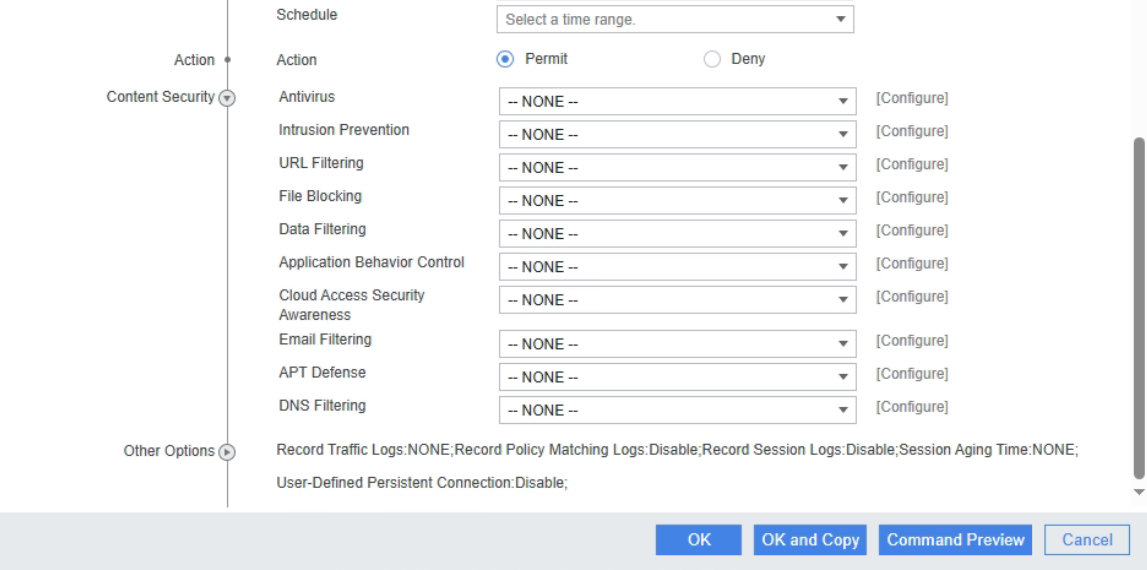 Schedule Select a time range.
Action Action Permit Deny
Content Security Antivirus -- NONE -- [Configure]
Intrusion Prevention -- NONE -- [Configure]
URL Filtering -- NONE -- [Configure]
File Blocking -- NONE -- [Configure]
Data Filtering -- NONE -- [Configure]
Application Behavior Control -- NONE -- [Configure]
Cloud Access Security -- NONE -- [Configure]
Awareness
Email Filtering -- NONE -- [Configure]
APT Defense -- NONE -- [Configure]
DNS Filtering -- NONE -- [Configure]
Other Options Record Traffic Logs:NONE;Record Policy Matching Logs:Disable;Record Session Logs:Disable;Session Aging Time:NONE;
User-Defined Persistent Connection:Disable;
OK OK and Copy Command Preview Cancel